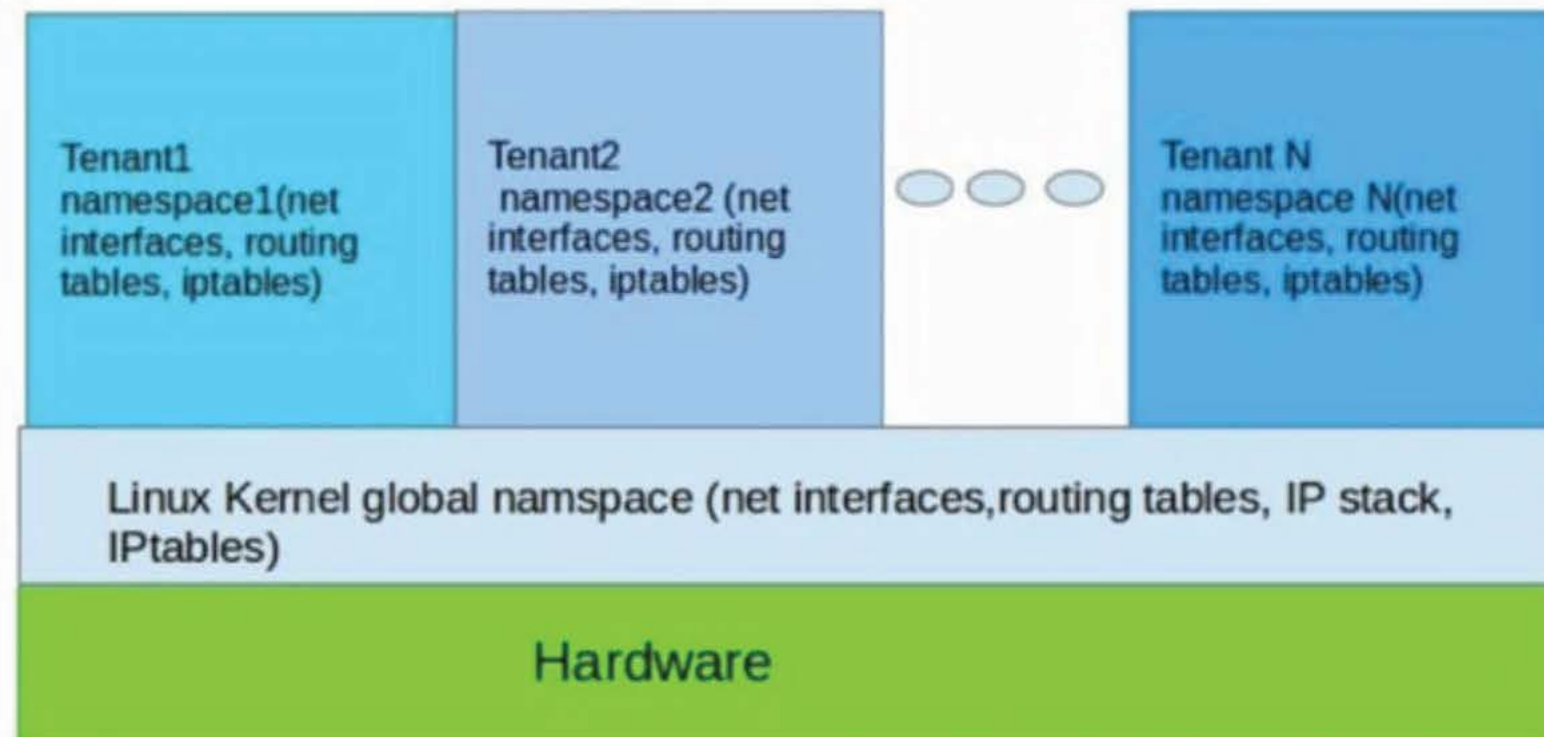 Tenant1
namespace1(net
interfaces, routing
tables, iptables)
Tenant2
namespace2 (net
interfaces, routing
tables, iptables)
Tenant N
namespace N(net
interfaces, routing
tables, iptables)
Linux Kernel global namspace (net interfaces,routing tables, IP stack,
IPtables)
Hardware